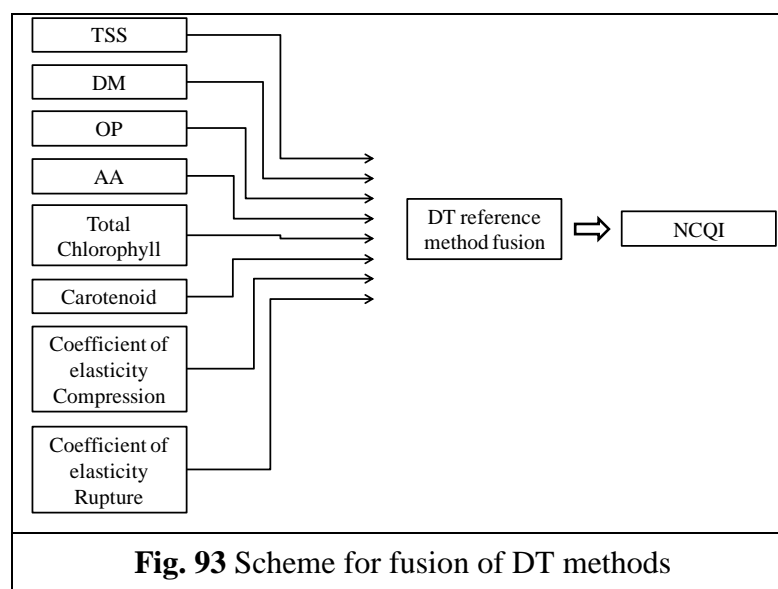 TSS
DM
OP
AA
Total
Chlorophyll
Carotenoid
Coefficient of
elasticity
Compression
Coefficient of
elasticity
Rupture
DT reference
method fusion
NCQI
Fig. 93 Scheme for fusion of DT methods